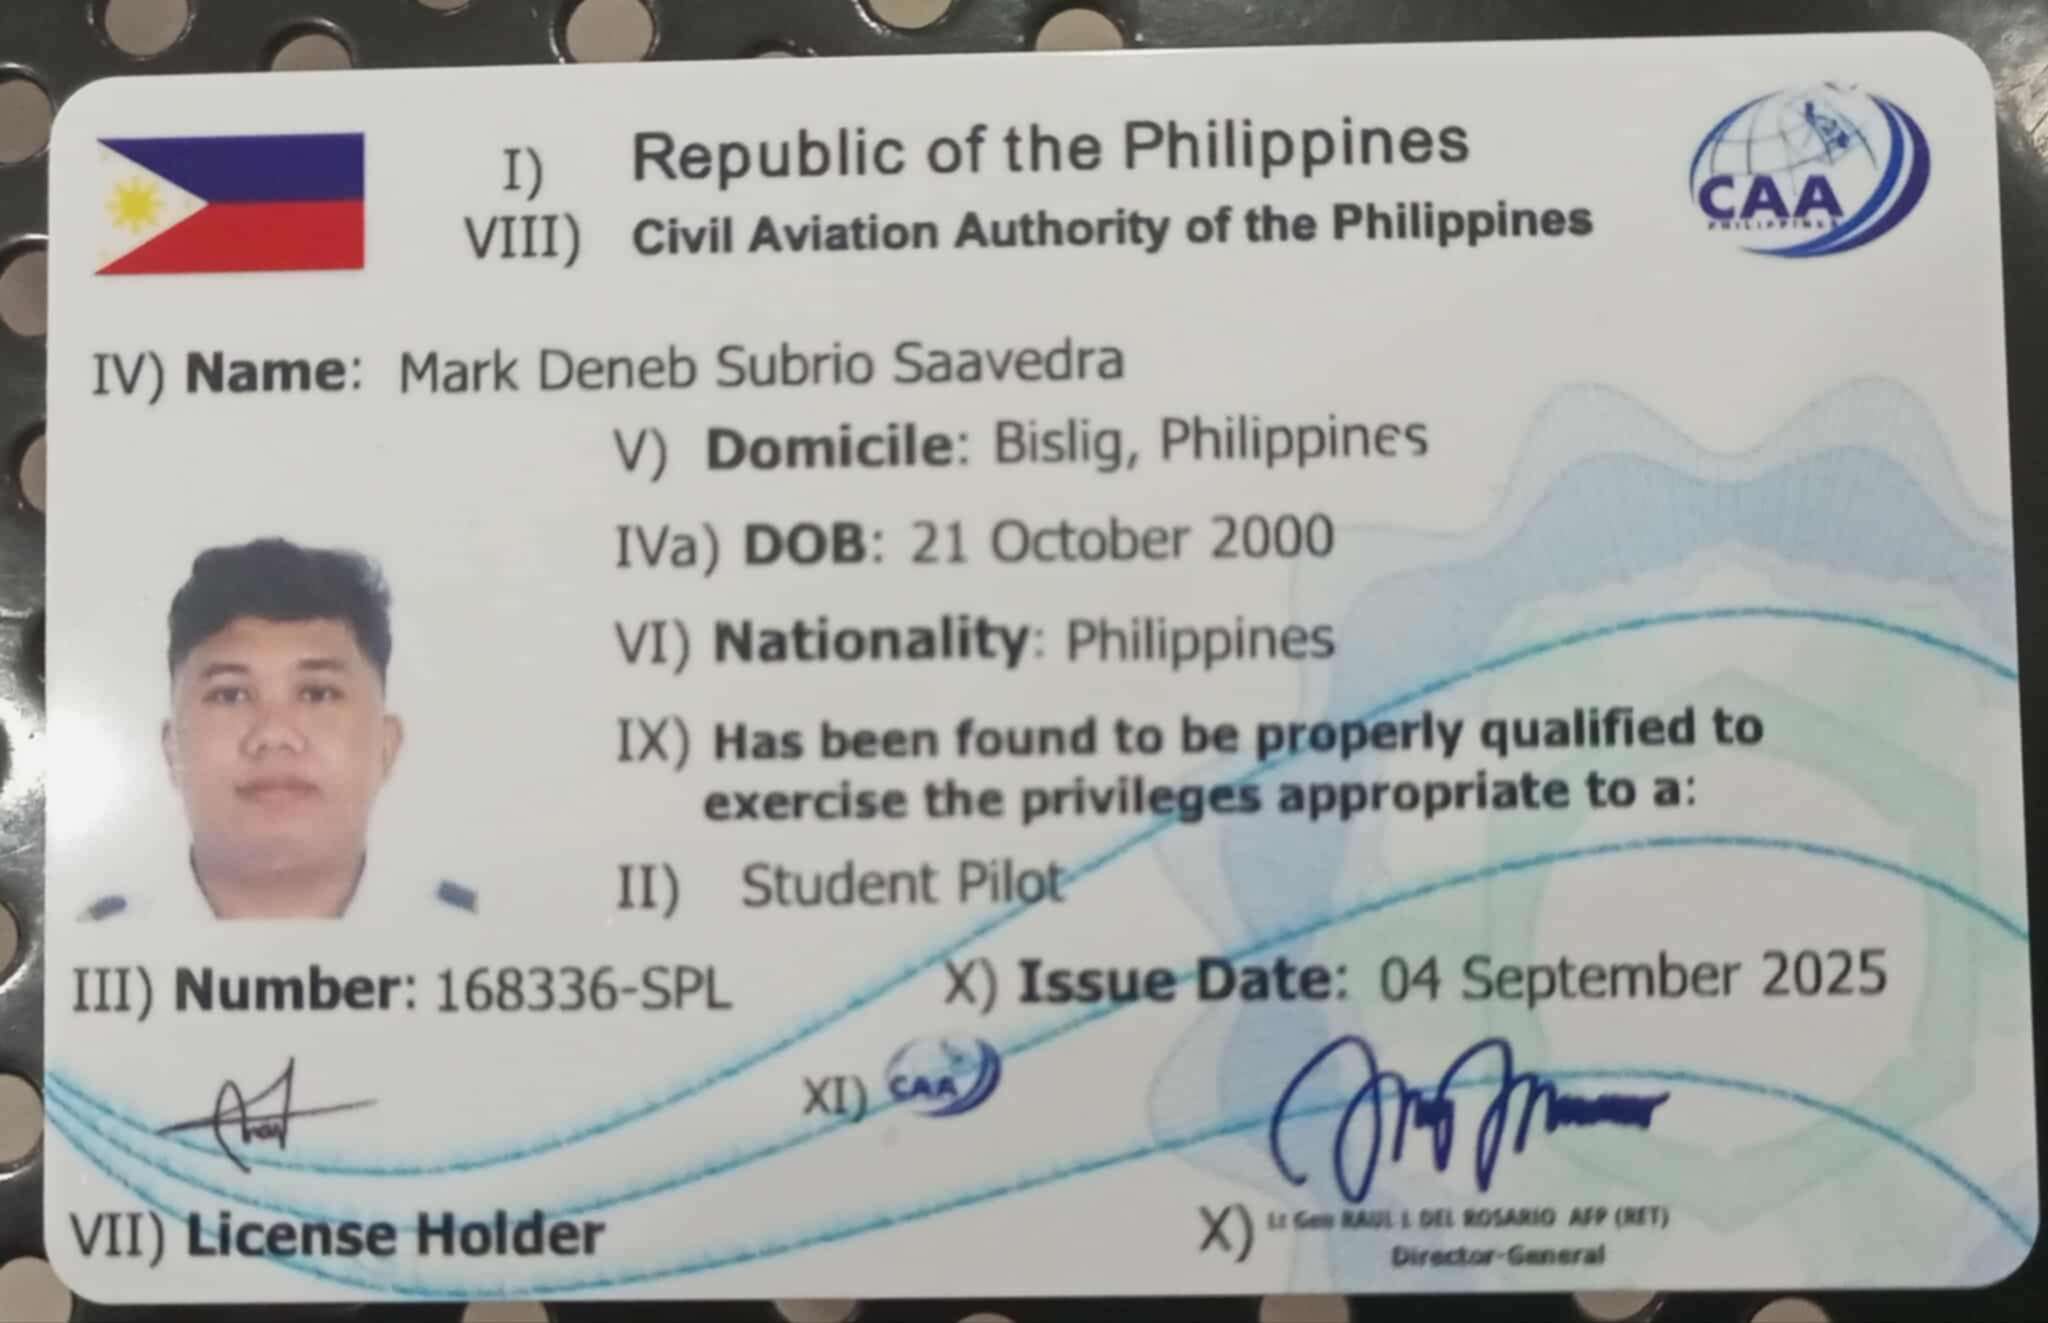 I) Republic of the Philippines
VIII) Civil Aviation Authority of the Philippines
CAA
PHILIPPINES
IV) Name: Mark Deneb Subrio Saavedra
V) Domicile: Bislig, Philippines
IVa) DOB: 21 October 2000
VI) Nationality: Philippines
IX) Has been found to be properly qualified to
exercise the privileges appropriate to a:
II) Student Pilot
III) Number: 168336-SPL X) Issue Date: 04 September 2025
XI) CAA
VII) License Holder
X) Lt Gen RAUL L DEL ROSARIO AFP (RET)
Director-General